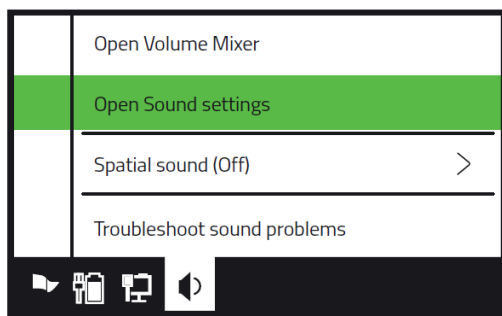 Open Volume Mixer
Open Sound settings
Spatial sound (Off)
Troubleshoot sound problems